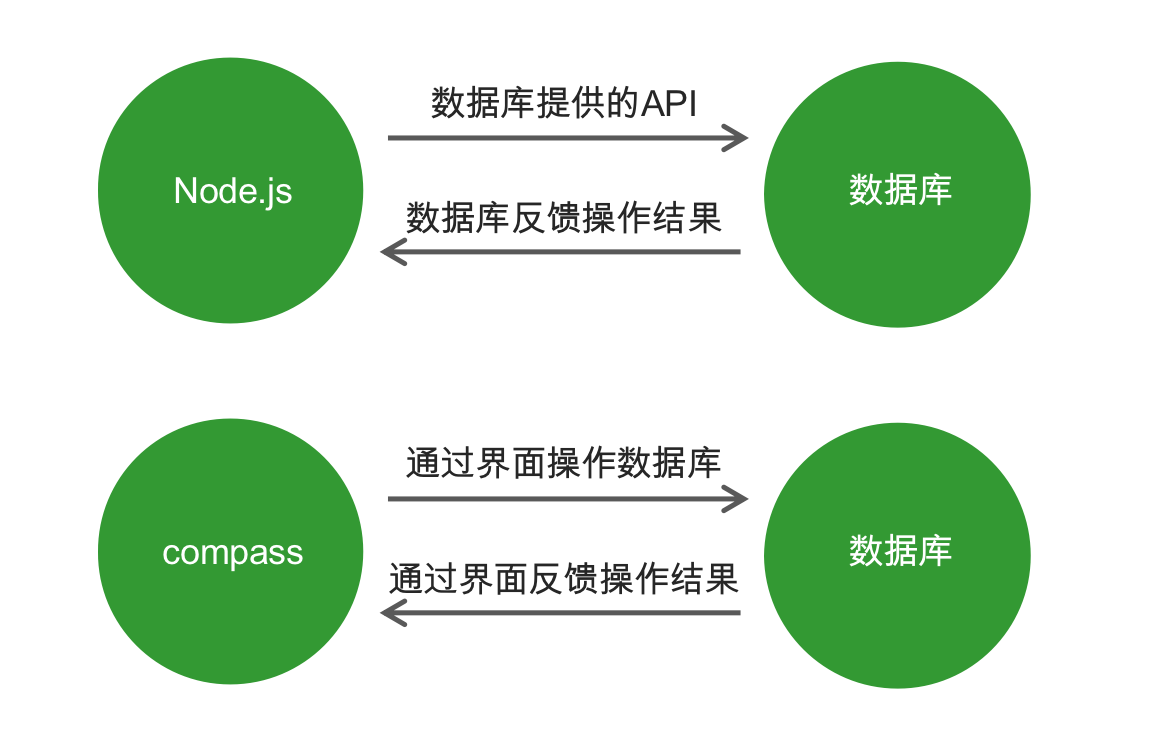 数据库提供的API
Node.js
数据库
数据库反馈操作结果
通过界面操作数据库
compass
数据库
通过界面反馈操作结果